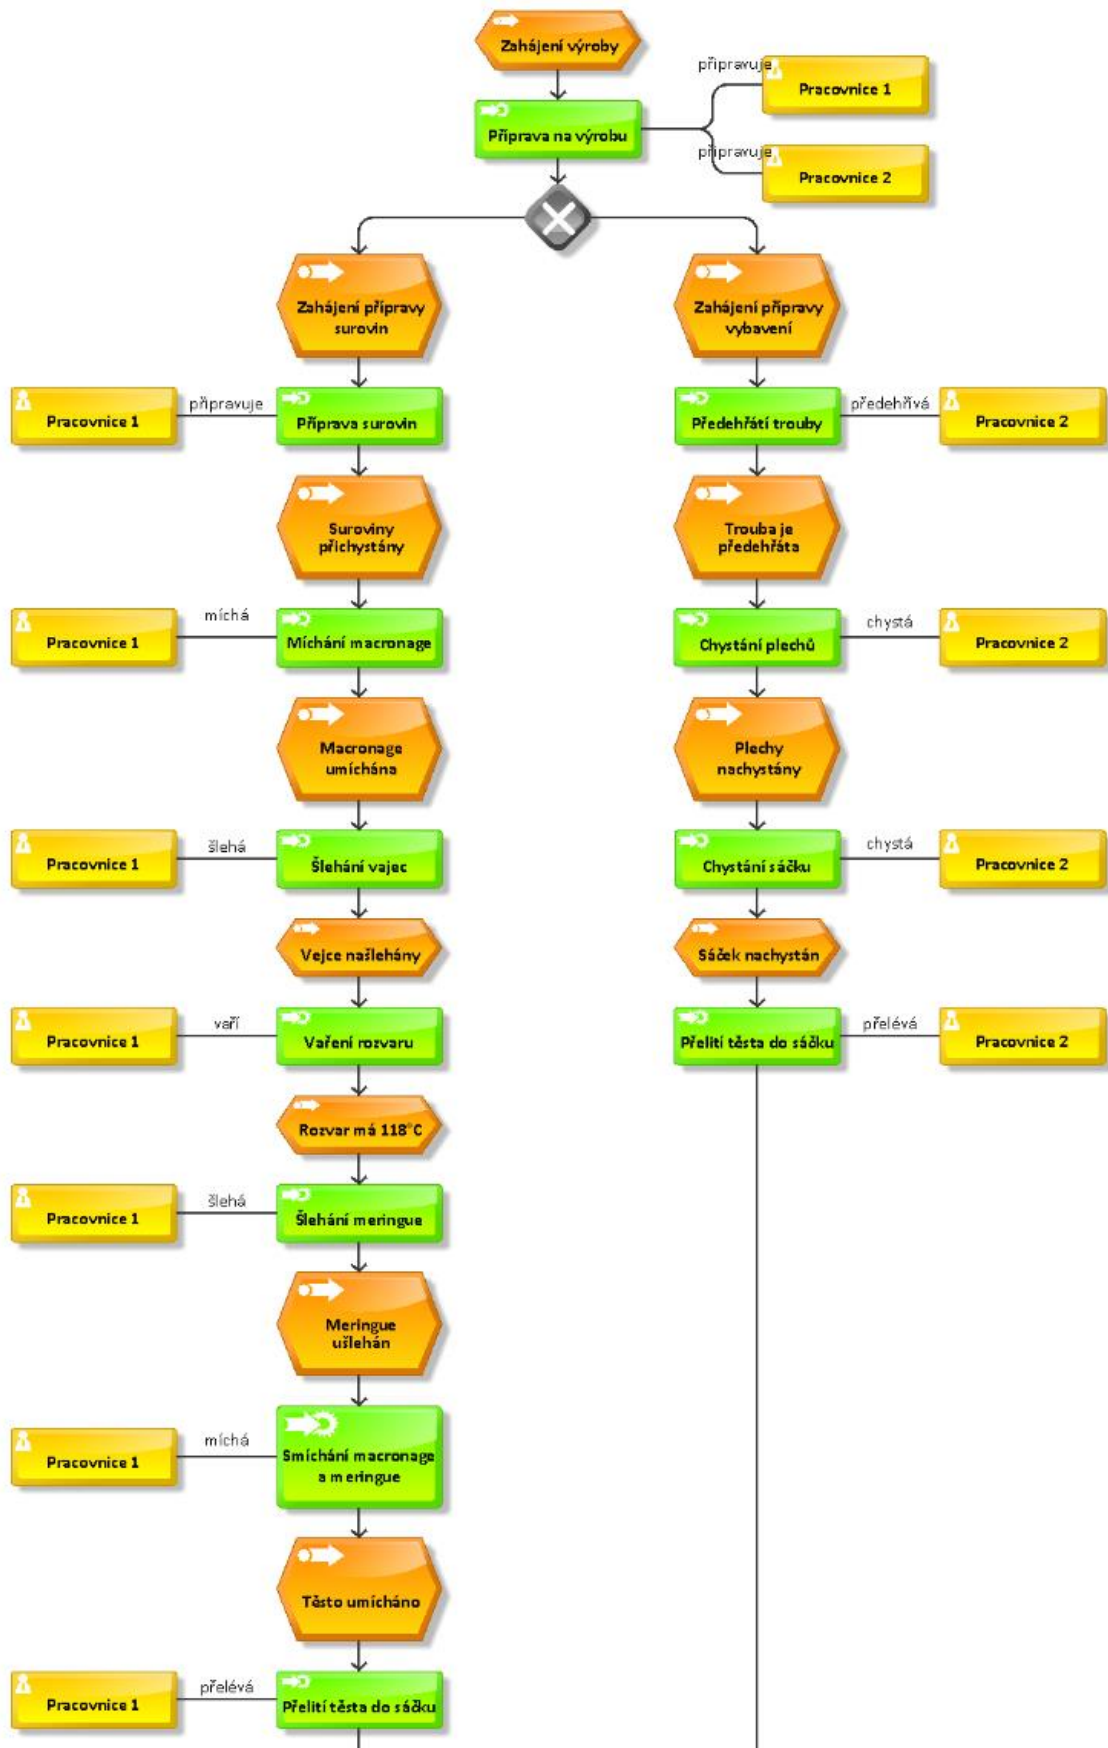 Zahájení výroby
připravuje
Pracovnice 1
Příprava na výrobu
připravuje
Pracovnice 2
Zahájení přípravy
surovin
Zahájení přípravy
vybavení
Pracovnice 1
připravuje
Příprava surovin
Předehřátí trouby
předehřívá
Pracovnice 2
Suroviny
přichystány
Trouba je
předehřáta
Pracovnice 1
míchá
Míchání macronage
Chystání plechů
chystá
Pracovnice 2
Macronage
umíchána
Plechy
nachystány
Pracovnice 1
šlehá
Šlehání vajec
Chystání sáčku
chystá
Pracovnice 2
Vejce našlehány
Sáček nachystán
Pracovnice 1
vaří
Vaření rozvaru
Přelití těsta do sáčku
přelévá
Pracovnice 2
Rozvar má 118°C
Pracovnice 1
šlehá
Šlehání meringue
Meringue
ušlehán
Pracovnice 1
míchá
Smíchání macronage
a meringue
Těsto umícháno
Pracovnice 1
přelévá
Přelití těsta do sáčku